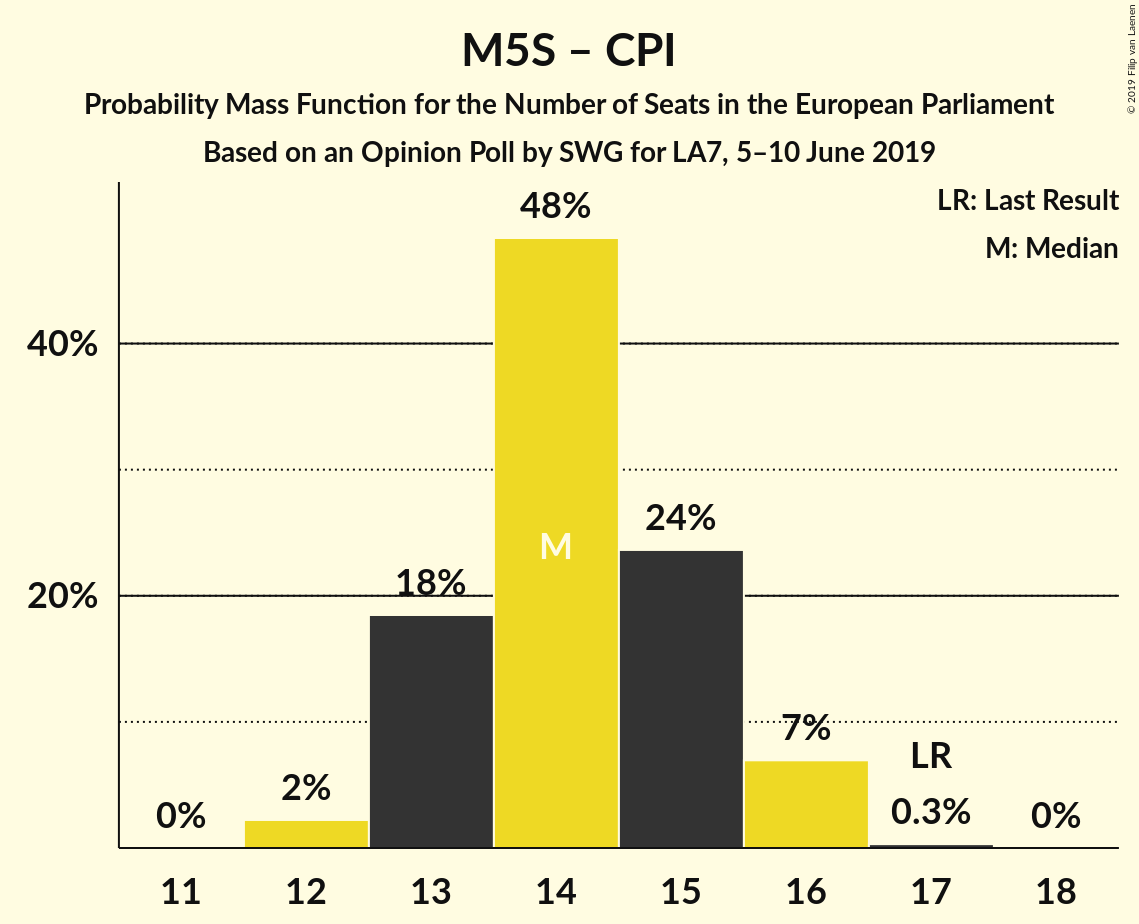 M5S – CPI
Probability Mass Function for the Number of Seats in the European Parliament
Based on an Opinion Poll by SWG for LA7, 5–10 June 2019
© 2019 Filip van Laenen
LR: Last Result
M: Median
48%
40%
24%
M
18%
20%
7%
LR
2%
0%
0.3%
0%
11 12 13 14 15 16 17 18